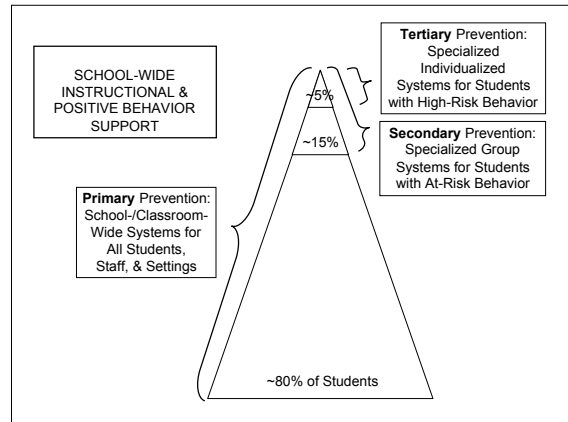 SCHOOL-WIDE
INSTRUCTIONAL &
POSITIVE BEHAVIOR
SUPPORT
Tertiary Prevention:
Specialized
Individualized
Systems for Students
with High-Risk Behavior
~5%
~15%
Secondary Prevention:
Specialized Group
Systems for Students
with At-Risk Behavior
Primary Prevention:
School-/Classroom-
Wide Systems for
All Students,
Staff, & Settings
~80% of Students